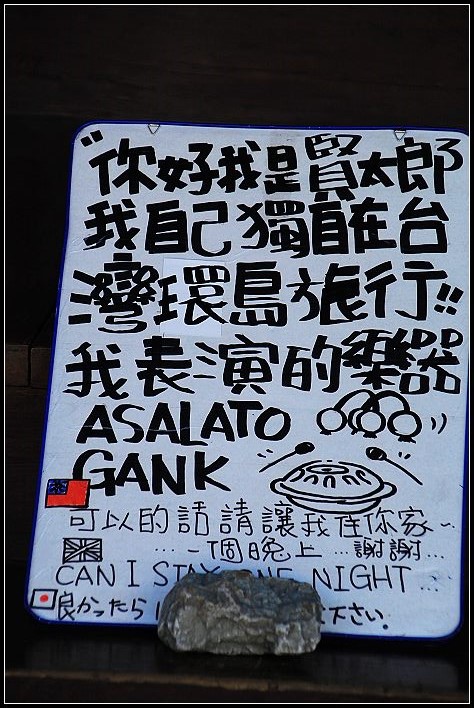 "你好我是賢太郎
我自己獨自在台
灣環島旅行!!
我表演的樂器
ASALATO
GANK
可以的話請讓我住你家~
...一個晚上...謝謝...
CAN I STAY ONE NIGHT...
良かったら 下さい.